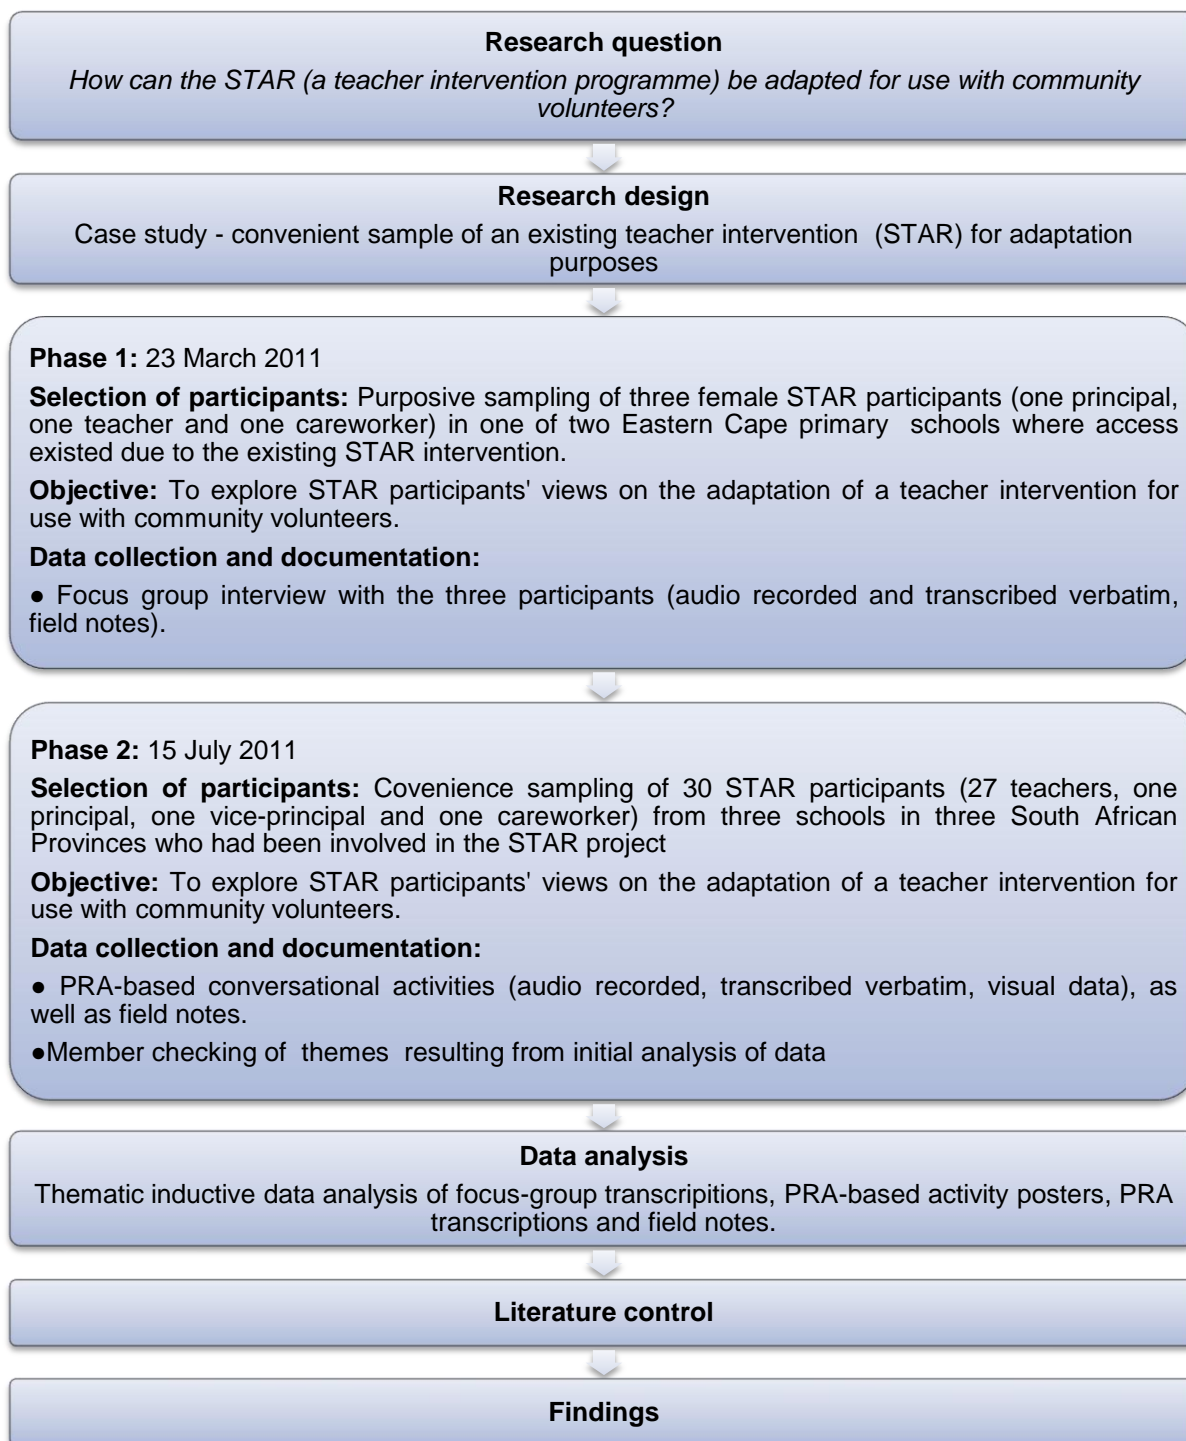 Research question
How can the STAR (a teacher intervention programme) be adapted for use with community
volunteers?
Research design
Case study - convenient sample of an existing teacher intervention (STAR) for adaptation
purposes
Phase 1: 23 March 2011
Selection of participants: Purposive sampling of three female STAR participants (one principal,
one teacher and one careworker) in one of two Eastern Cape primary schools where access
existed due to the existing STAR intervention.
Objective: To explore STAR participants' views on the adaptation of a teacher intervention for
use with community volunteers.
Data collection and documentation:
● Focus group interview with the three participants (audio recorded and transcribed verbatim,
field notes).
Phase 2: 15 July 2011
Selection of participants: Covenience sampling of 30 STAR participants (27 teachers, one
principal, one vice-principal and one careworker) from three schools in three South African
Provinces who had been involved in the STAR project
Objective: To explore STAR participants' views on the adaptation of a teacher intervention for
use with community volunteers.
Data collection and documentation:
● PRA-based conversational activities (audio recorded, transcribed verbatim, visual data), as
well as field notes.
●Member checking of themes resulting from initial analysis of data
Data analysis
Thematic inductive data analysis of focus-group transcripitions, PRA-based activity posters, PRA
transcriptions and field notes.
Literature control
Findings